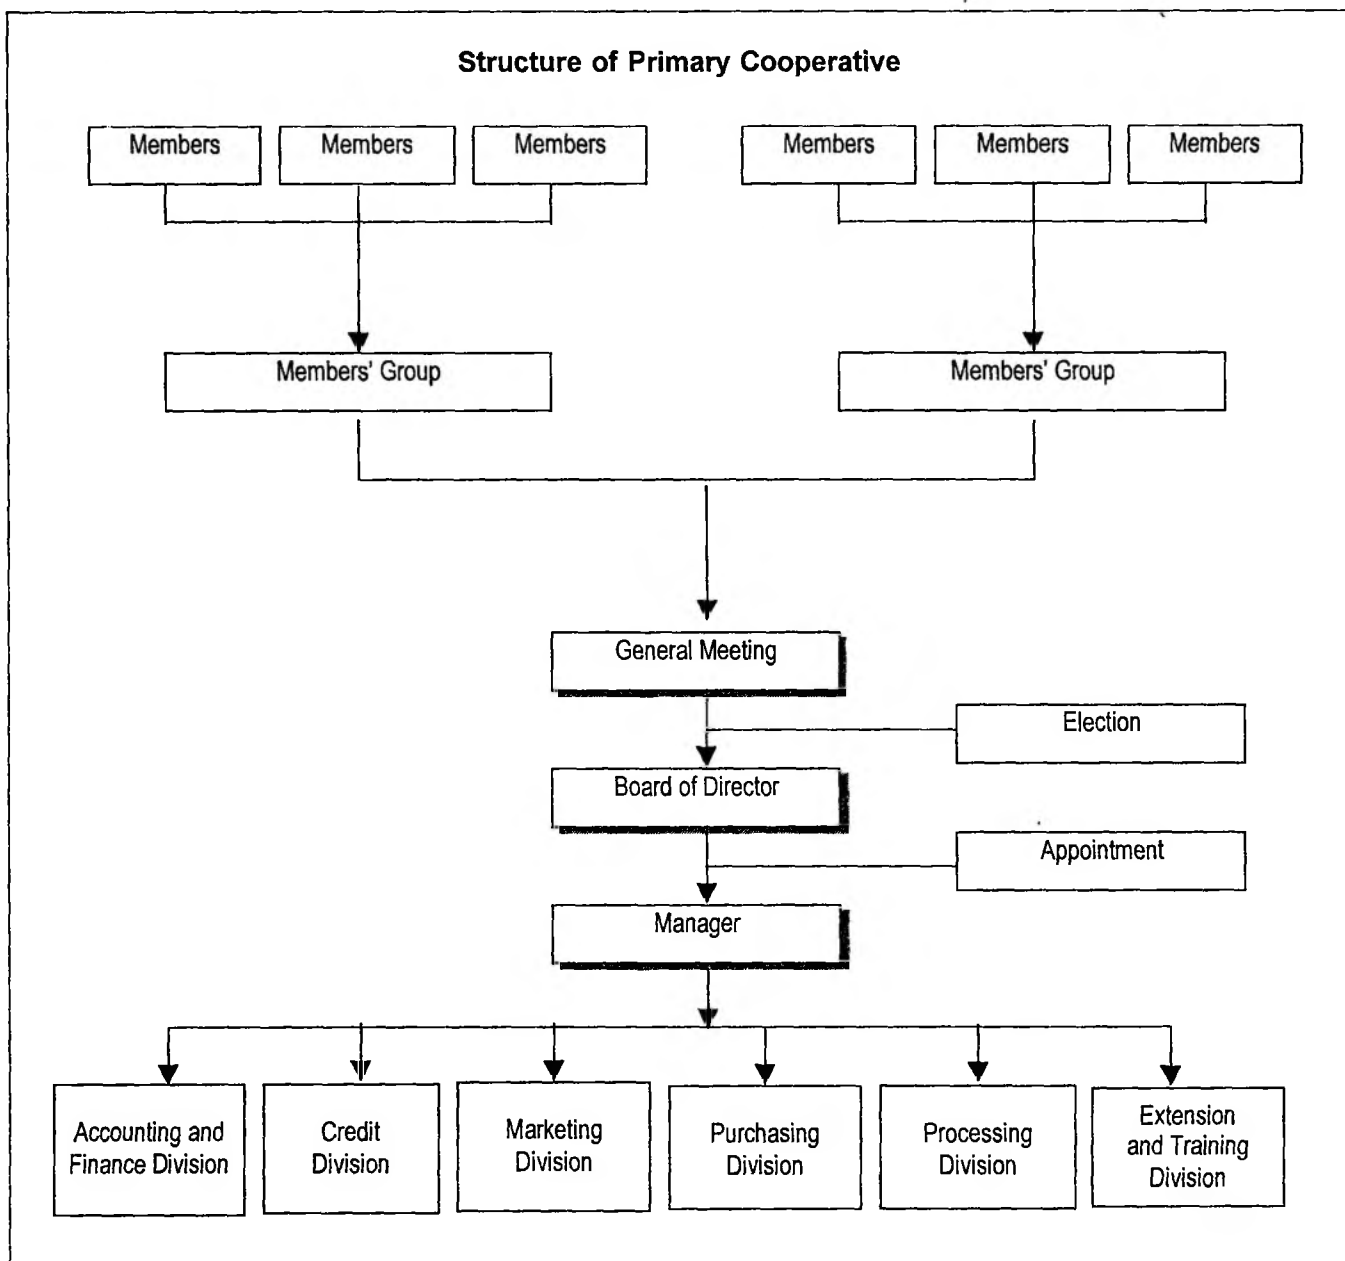 Structure of Primary Cooperative
Members
Members
Members
Members
Members
Members
Members' Group
Members' Group
General Meeting
Election
Board of Director
Appointment
Manager
Accounting and
Finance Division
Credit
Division
Marketing
Division
Purchasing
Division
Processing
Division
Extension
and Training
Division